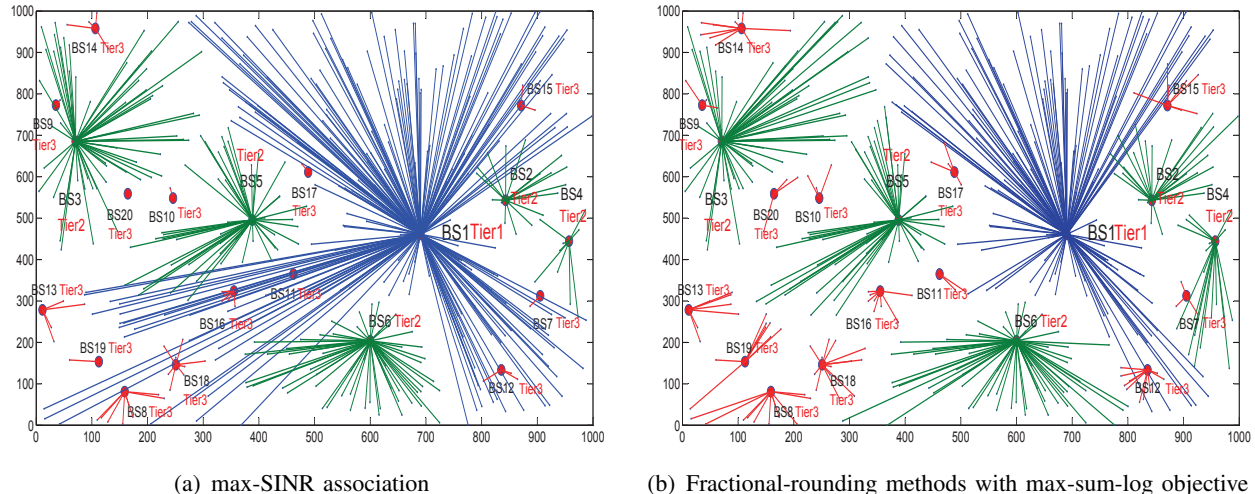 1000
900
800
700
600
500
400
300
200
100
0
0 100 200 300 400 500 600 700 800 900 1000
BS14 Tier3
BS15 Tier3
BS9
Tier3
Tier2
BS5
BS2
Tier2
BS17
Tier3
BS3
Tier2
BS20
Tier3
BS10 Tier3
BS4
Tier2
BS1 Tier1
BS13 Tier3
BS11 Tier3
BS16 Tier3
BS7
Tier3
BS6 Tier2
BS19 Tier3
BS18
Tier3
BS12
Tier3
BS8 Tier3
(a) max-SINR association
1000
900
800
700
600
500
400
300
200
100
0
0 100 200 300 400 500 600 700 800 900 1000
BS14 Tier3
BS15 Tier3
BS9
Tier3
Tier2
BS5
BS2
Tier2
BS17
Tier3
BS3
Tier2
BS20
Tier3
BS10 Tier3
BS4
Tier2
BS1 Tier1
BS13 Tier3
BS11 Tier3
BS16 Tier3
BS7
Tier3
BS6 Tier2
BS19
Tier3
BS18
Tier3
BS12
Tier3
BS8 Tier3
(b) Fractional-rounding methods with max-sum-log objective